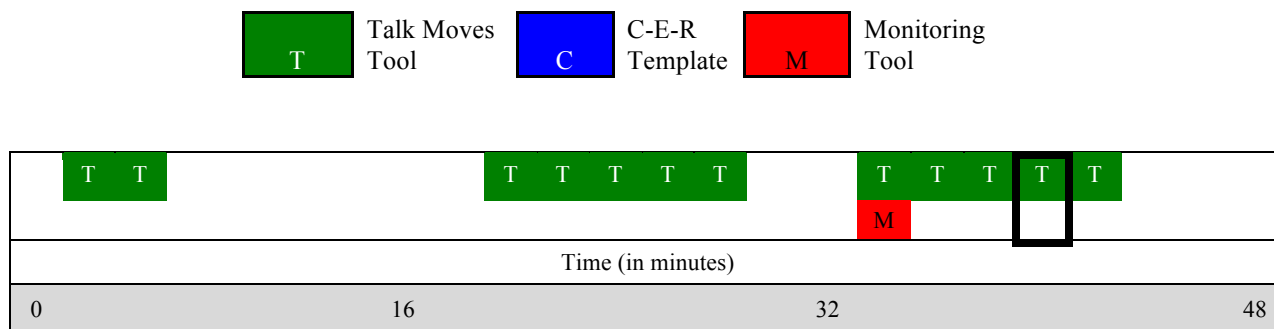 T Talk Moves Tool
C C-E-R Template
M Monitoring Tool
T T T T T T T T T T T T
M
Time (in minutes)
0 16 32 48